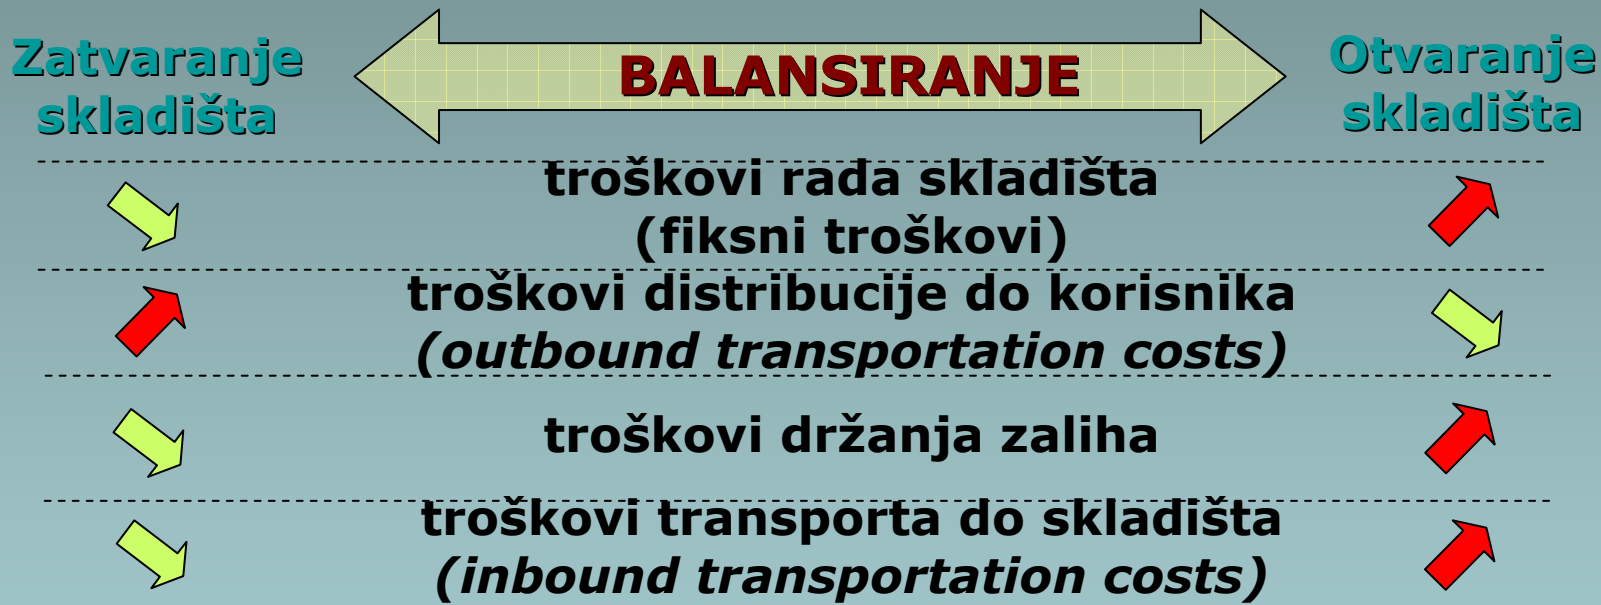 Zatvaranje
skladišta
BALANSIRANJE
Otvaranje
skladišta
troškovi rada skladišta
(fiksni troškovi)
troškovi distribucije do korisnika
(outbound transportation costs)
troškovi držanja zaliha
troškovi transporta do skladišta
(inbound transportation costs)